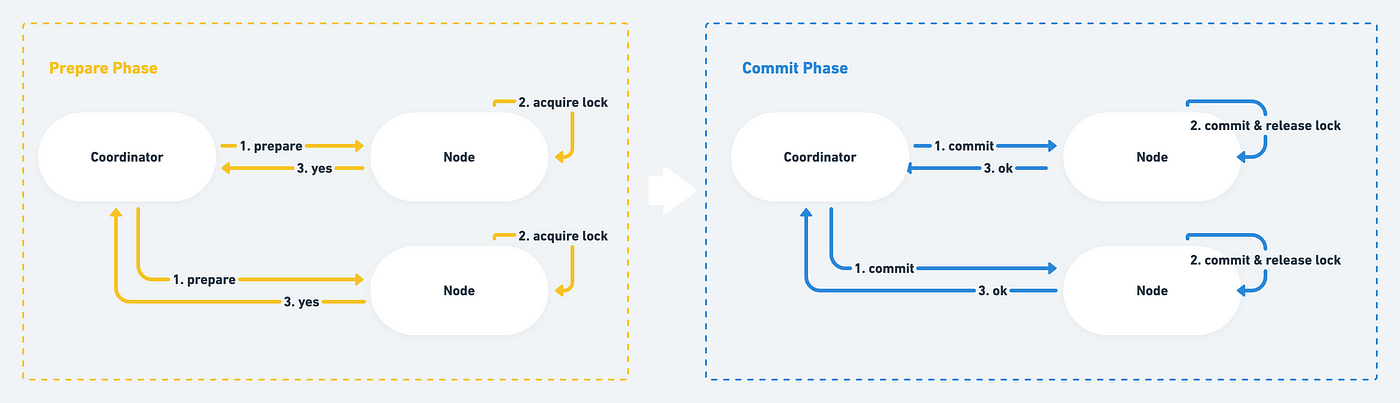 Prepare Phase
2. acquire lock
1. prepare
Coordinator
Node
3. yes
2. acquire lock
1. prepare
Node
3. yes
Commit Phase
2. commit & release lock
1. commit
Coordinator
Node
3. ok
2. commit & release lock
1. commit
Node
3. ok